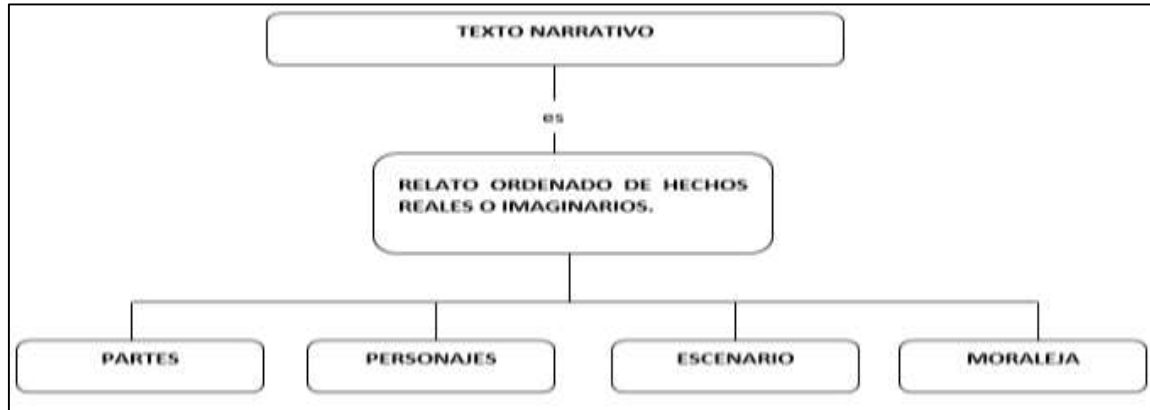 TEXTO NARRATIVO
es
RELATO ORDENADO DE HECHOS
REALES O IMAGINARIOS.
PARTES
PERSONAJES
ESCENARIO
MORALEJA